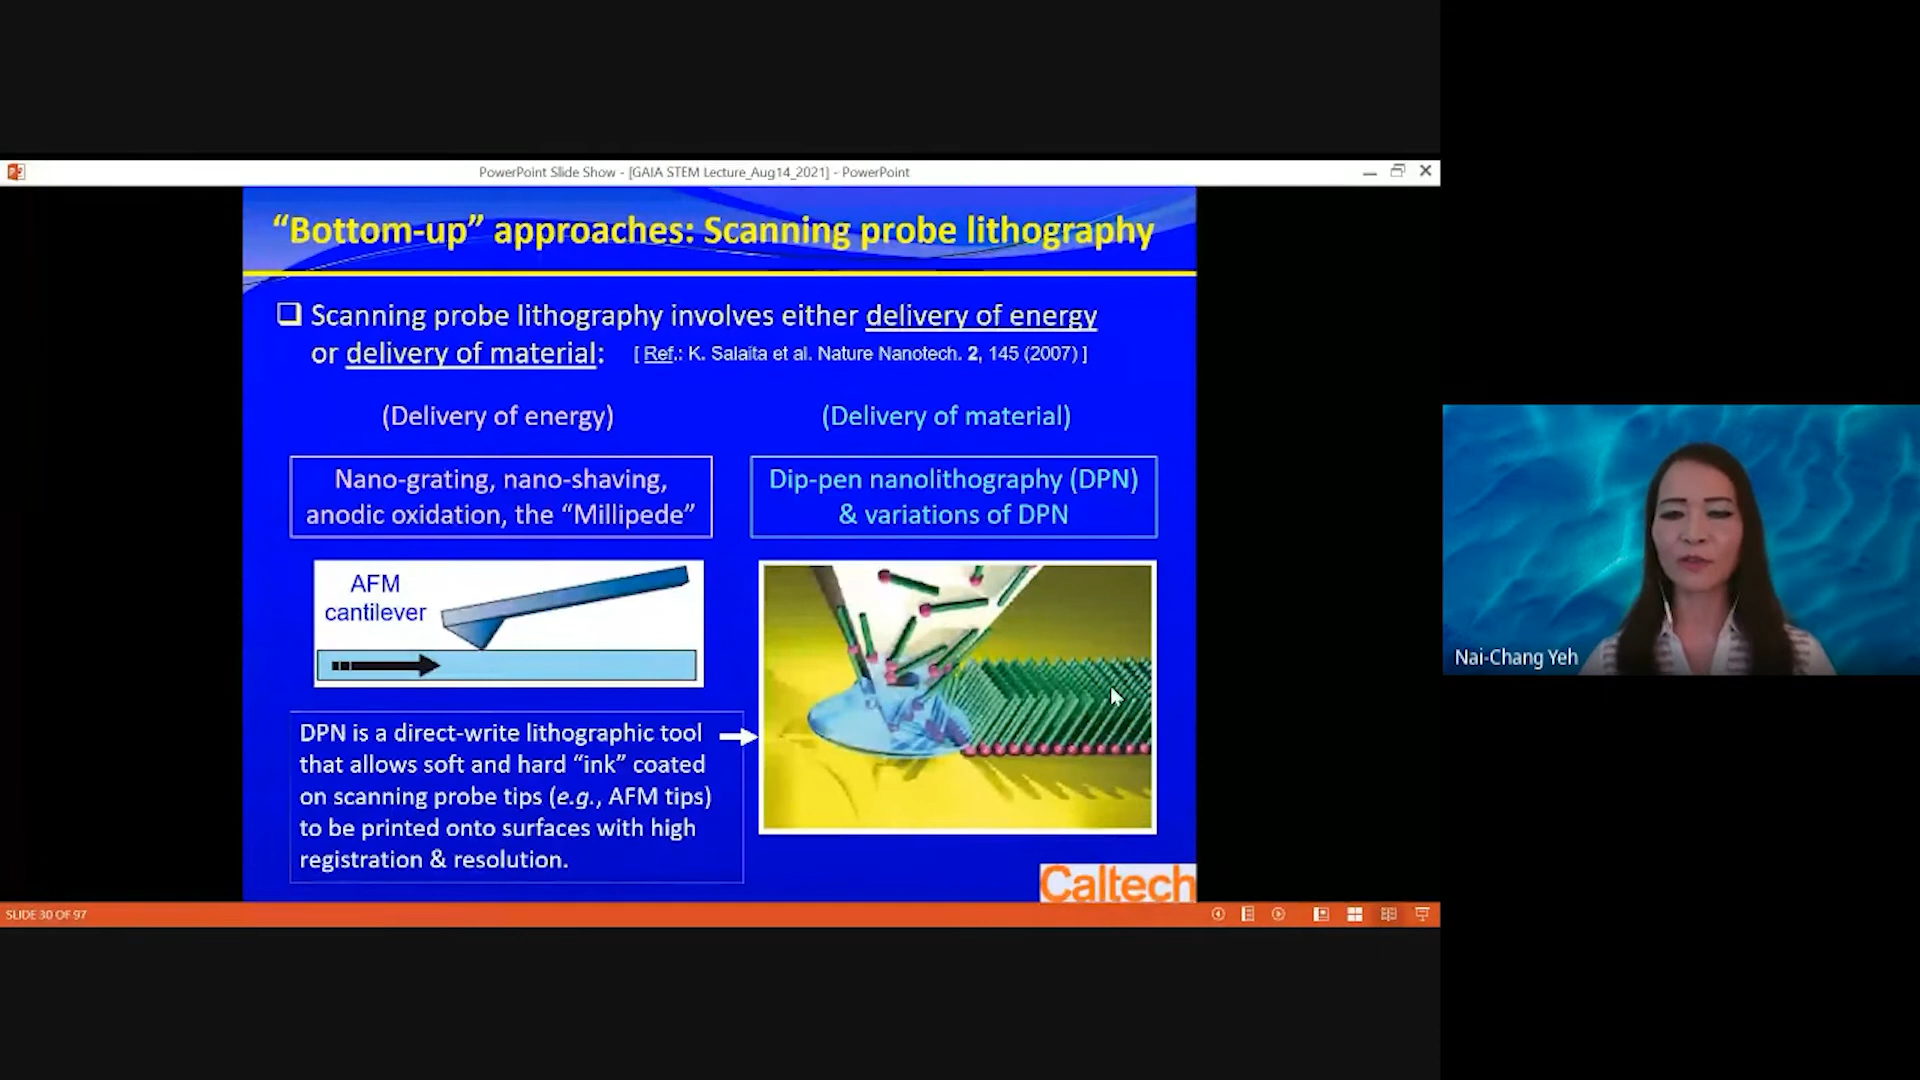 PowerPoint Slide Show - [GAIA STEM Lecture_Aug14_2021] - PowerPoint
“Bottom-up” approaches: Scanning probe lithography
Scanning probe lithography involves either delivery of energy
or delivery of material: [ Ref.: K. Salaita et al. Nature Nanotech. 2, 145 (2007) ]
(Delivery of energy)
Nano-grating, nano-shaving,
anodic oxidation, the “Millipede”
(Delivery of material)
Dip-pen nanolithography (DPN)
& variations of DPN
AFM
cantilever
DPN is a direct-write lithographic tool
that allows soft and hard “ink” coated
on scanning probe tips (e.g., AFM tips)
to be printed onto surfaces with high
registration & resolution.
Caltech
SLIDE 30 OF 97
Nai-Chang Yeh